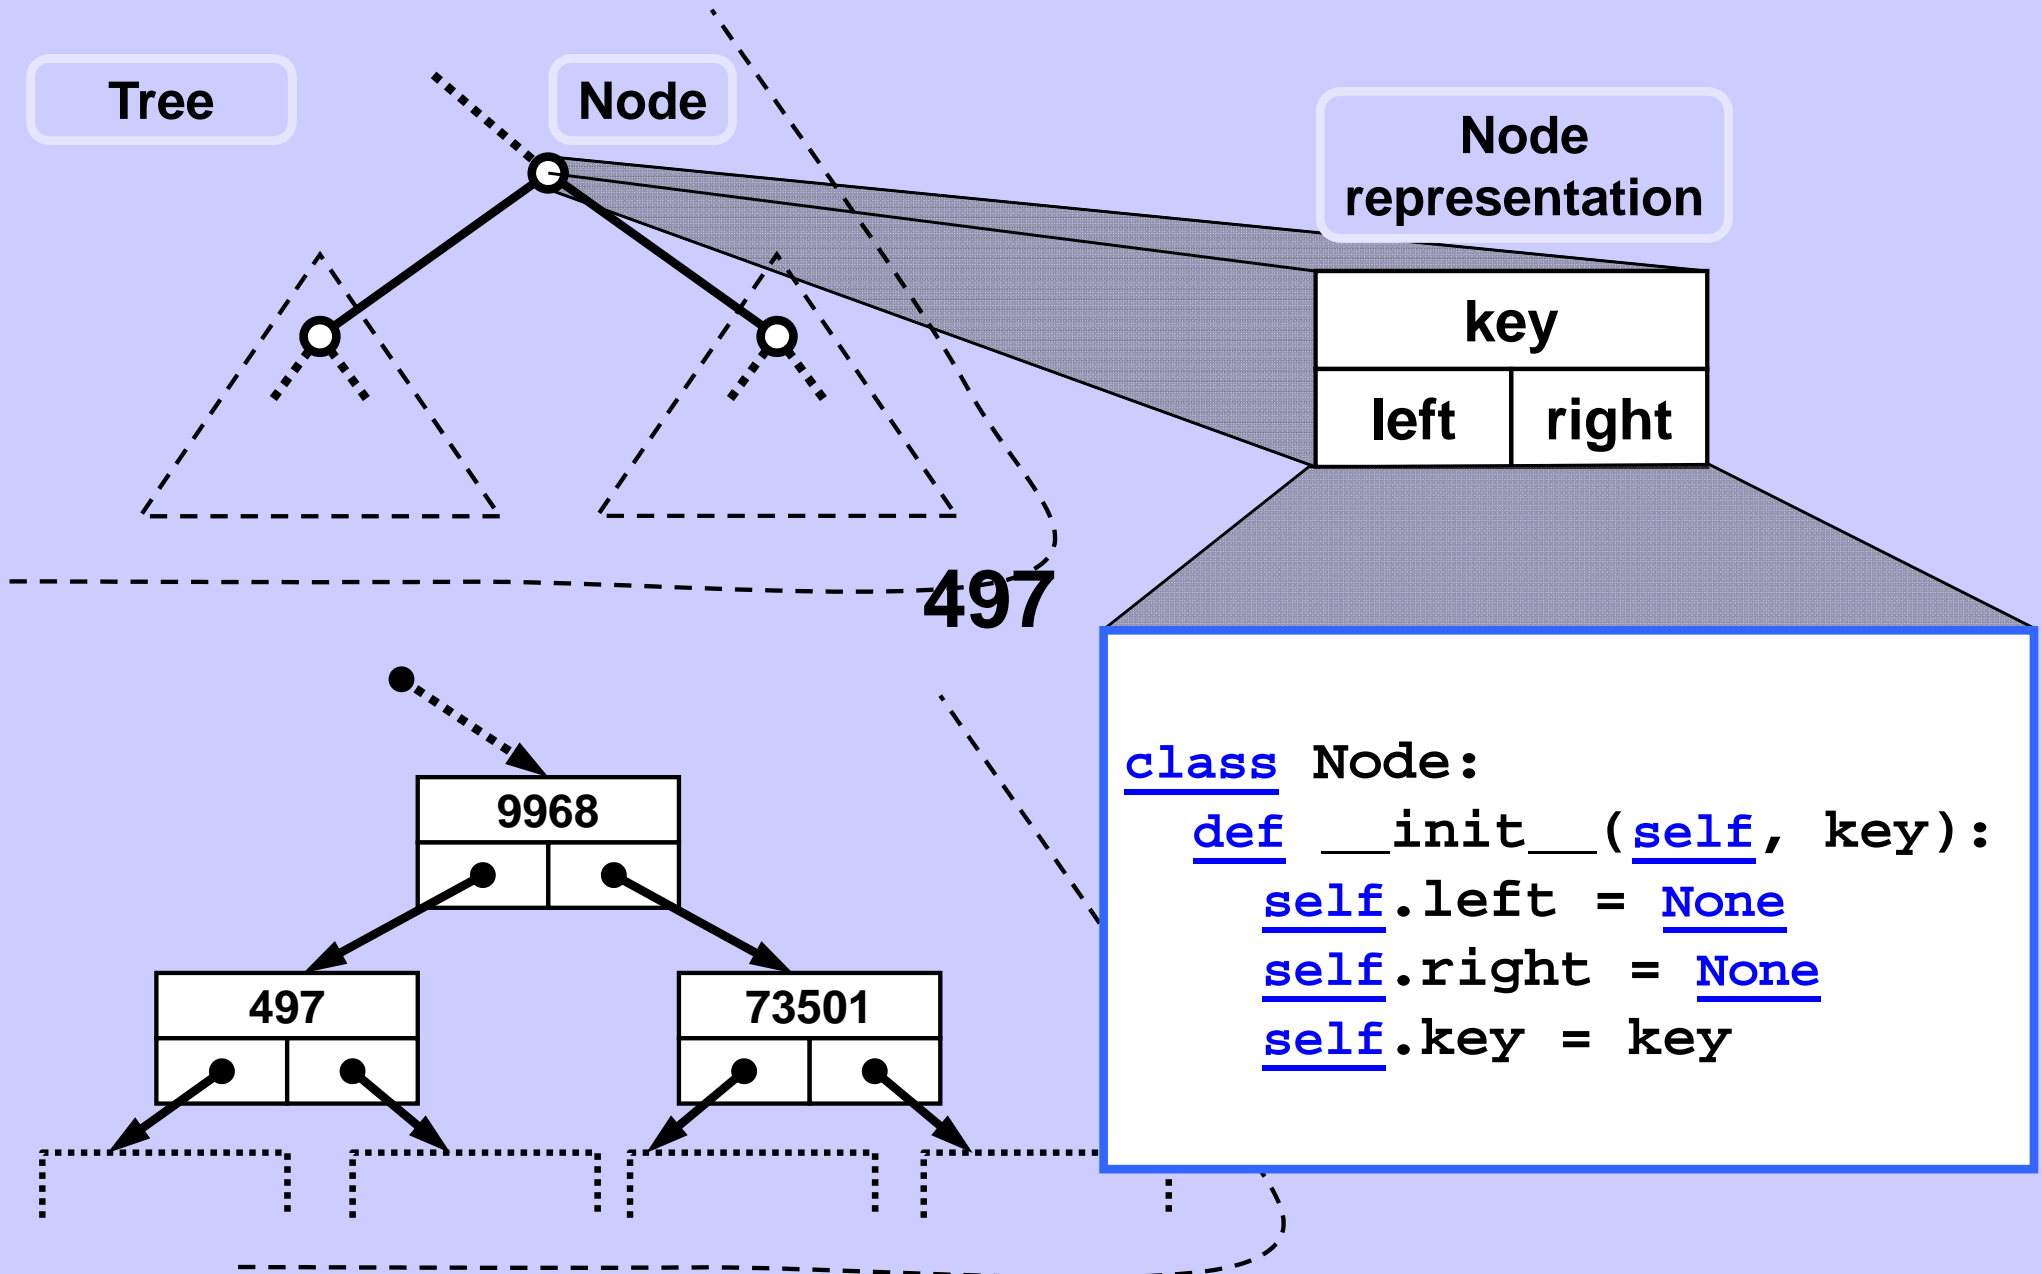 Tree
Node
Node
representation
key
left right
497
9968
497
73501
class Node:
  def __init__(self, key):
    self.left = None
    self.right = None
    self.key = key